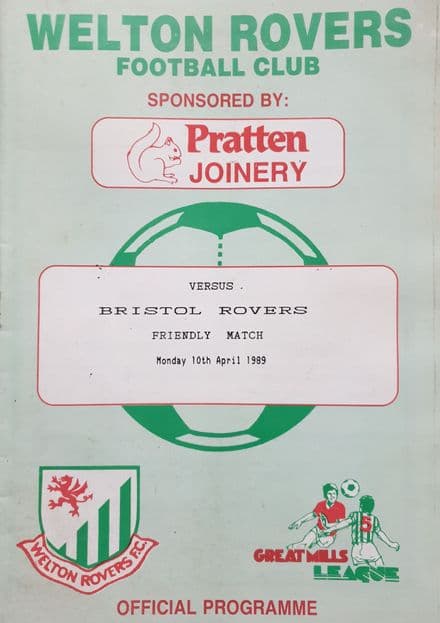 WELTON ROVERS
FOOTBALL CLUB
SPONSORED BY:
Pratten
JOINERY
VERSUS .
BRISTOL ROVERS
FRIENDLY MATCH
Monday 10th April 1989
WELTON ROVERS F.C.
5
GREAT MILLS
LEAGUE
OFFICIAL PROGRAMME